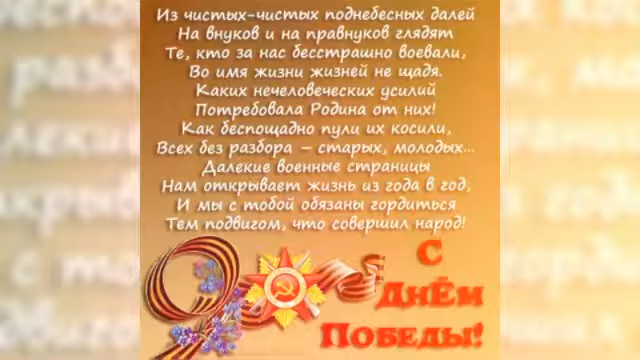 Из чистых-чистых поднебесных далей
На внуков и на правнуков глядят
Те, кто за нас бесстрашно воевали,
Во имя жизни жизней не щадя.
Каких нечеловеческих усилий
Потребовала Родина от них!
Как беспощадно пули их косили,
Всех без разбора – старых, молодых...
Далекие военные страницы
Нам открывает жизнь из года в год,
И мы с тобой обязаны гордиться
Тем подвигом, что совершил народ!
9
С
Днём
Победы!